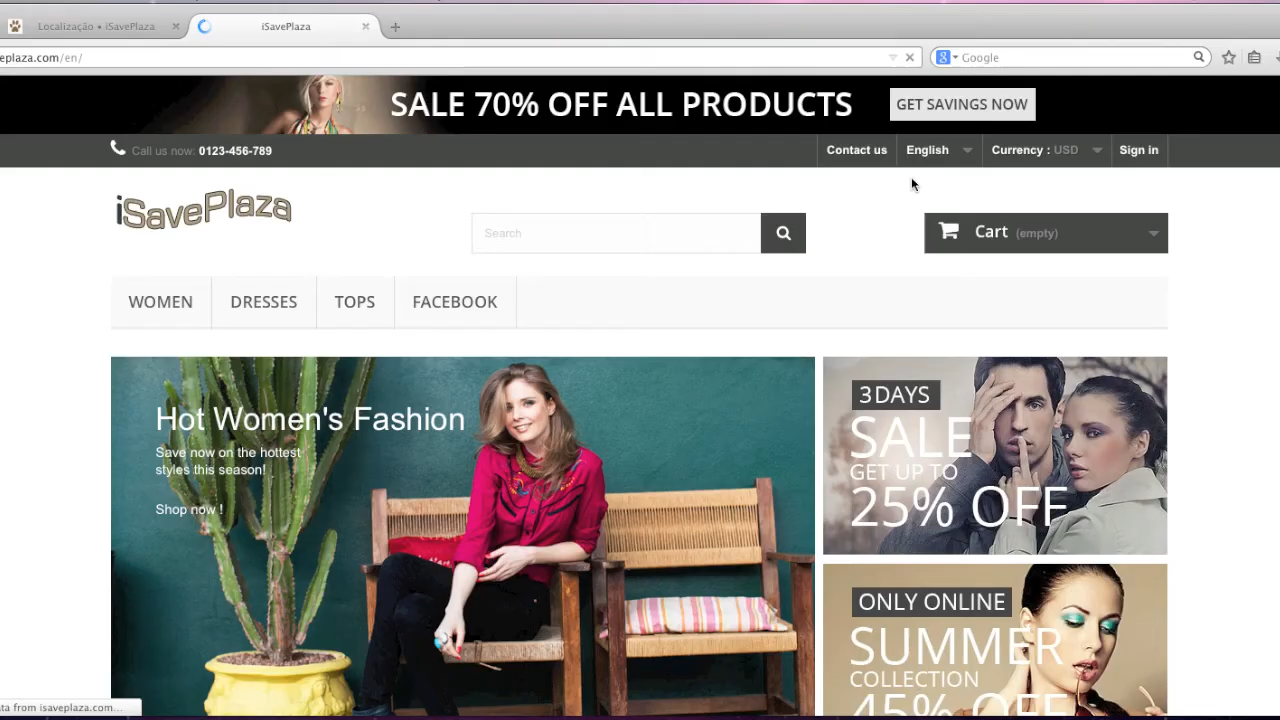 Localização • iSavePlaza
iSavePlaza
eplaza.com/en/
Google
SALE 70% OFF ALL PRODUCTS
GET SAVINGS NOW
Call us now: 0123-456-789
Contact us
English
Currency : USD
Sign in
iSavePlaza
Search
Cart (empty)
WOMEN
DRESSES
TOPS
FACEBOOK
Hot Women's Fashion
Save now on the hottest
styles this season!
Shop now !
3 DAYS
SALE
GET UP TO
25% OFF
ONLY ONLINE
SUMMER
COLLECTION
45% OFF
ta from isaveplaza.com...